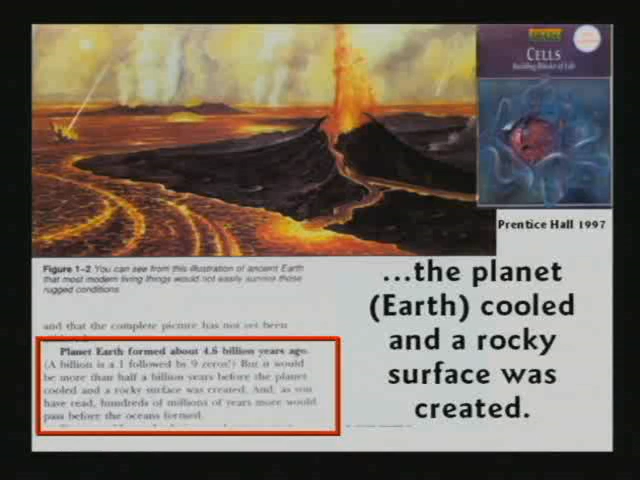 CELLS
Building Blocks of Life
Prentice Hall 1997
Figure 1–2 You can see from this illustration of ancient Earth
that most modern living things would not easily survive those
rugged conditions.
...the planet
(Earth) cooled
and a rocky
surface was
created.
and that the complete picture has not yet been
Planet Earth formed about 4.6 billion years ago.
(A billion is a 1 followed by 9 zeros!) But it would
be more than half a billion years before the planet
cooled and a rocky surface was created. And, as you
have read, hundreds of millions of years more would
pass before the oceans formed.